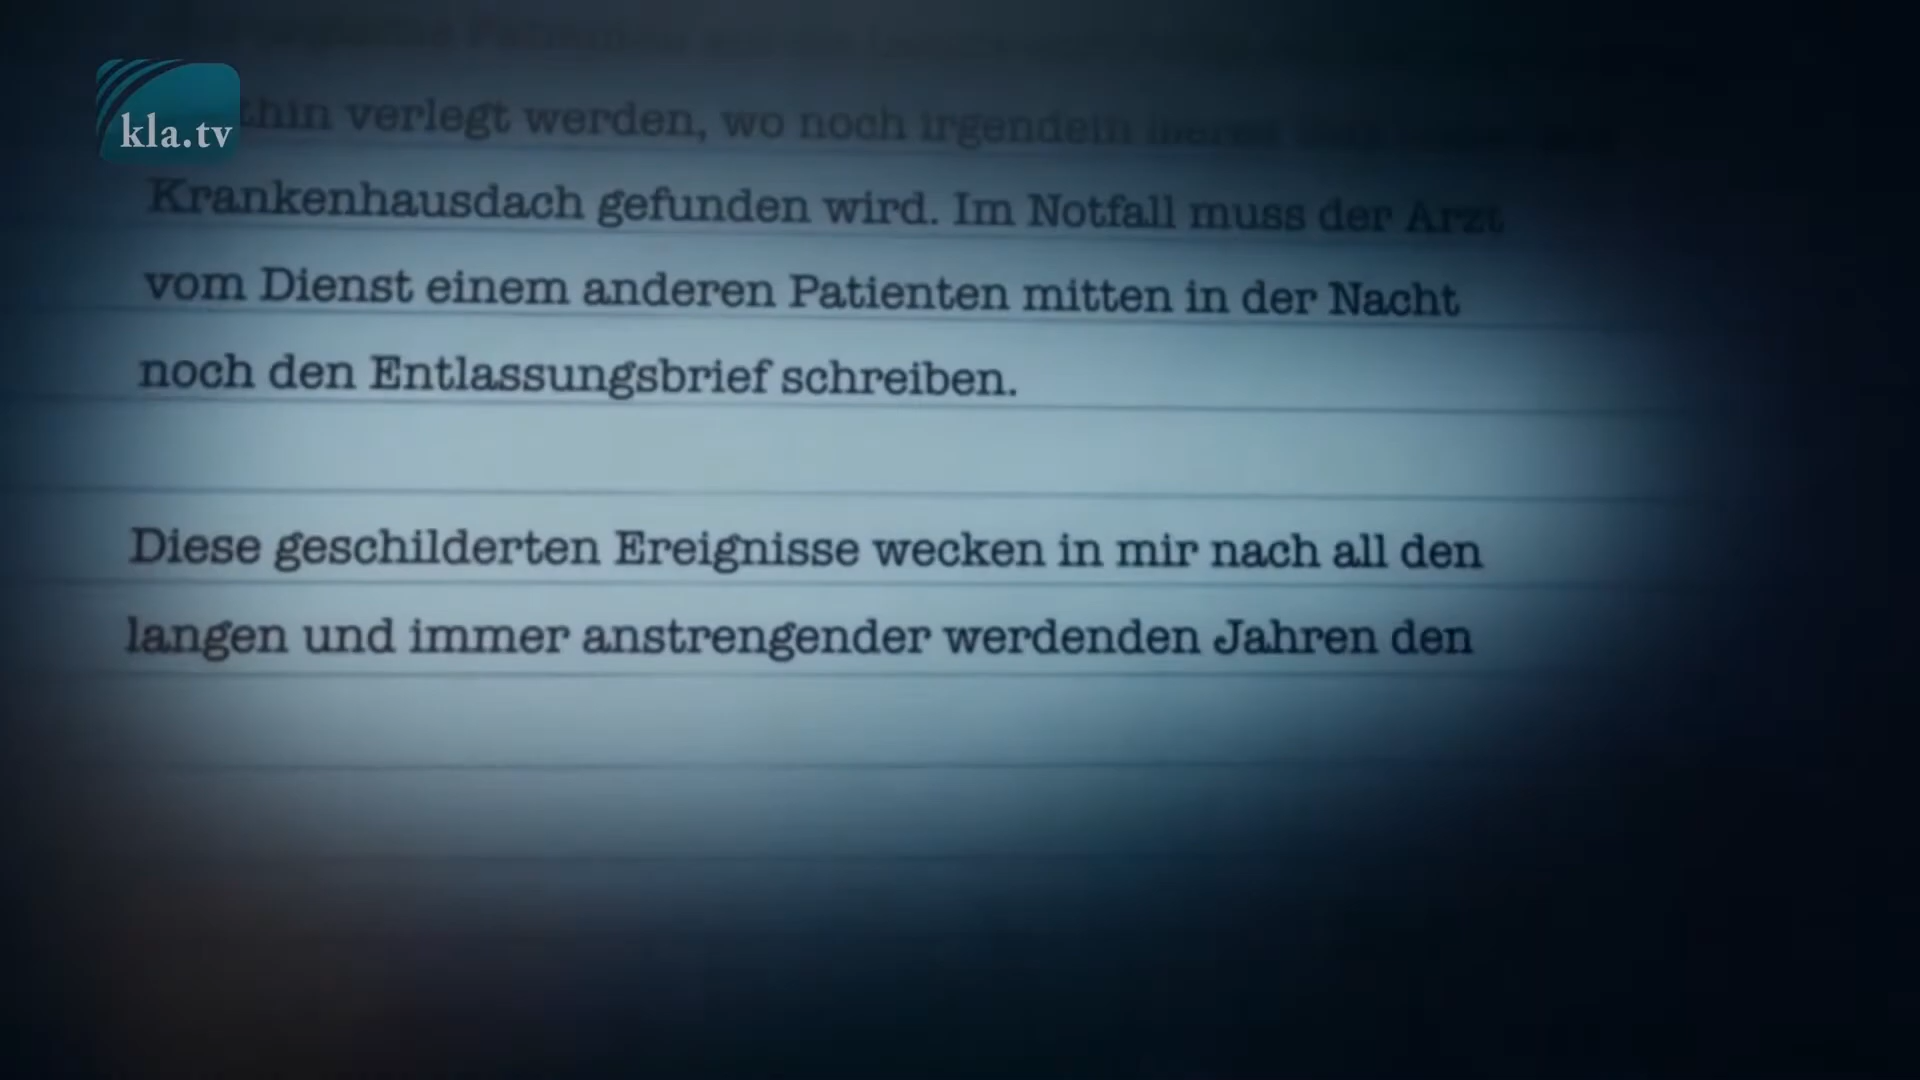 kla.tv
verlegt werden, wo noch irgendein
Krankenhausdach gefunden wird. Im Notfall muss der Arzt
vom Dienst einem anderen Patienten mitten in der Nacht
noch den Entlassungsbrief schreiben.
Diese geschilderten Ereignisse wecken in mir nach all den
langen und immer anstrengender werdenden Jahren den